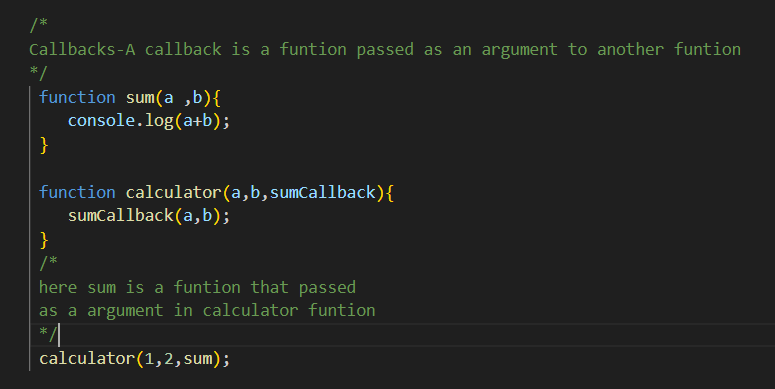 /*
Callbacks-A callback is a funtion passed as an argument to another funtion
*/
function sum(a ,b){
console.log(a+b);
}
function calculator(a,b,sumCallback){
sumCallback(a,b);
}
/*
here sum is a funtion that passed
as a argument in calculator funtion
*/
calculator(1,2,sum);